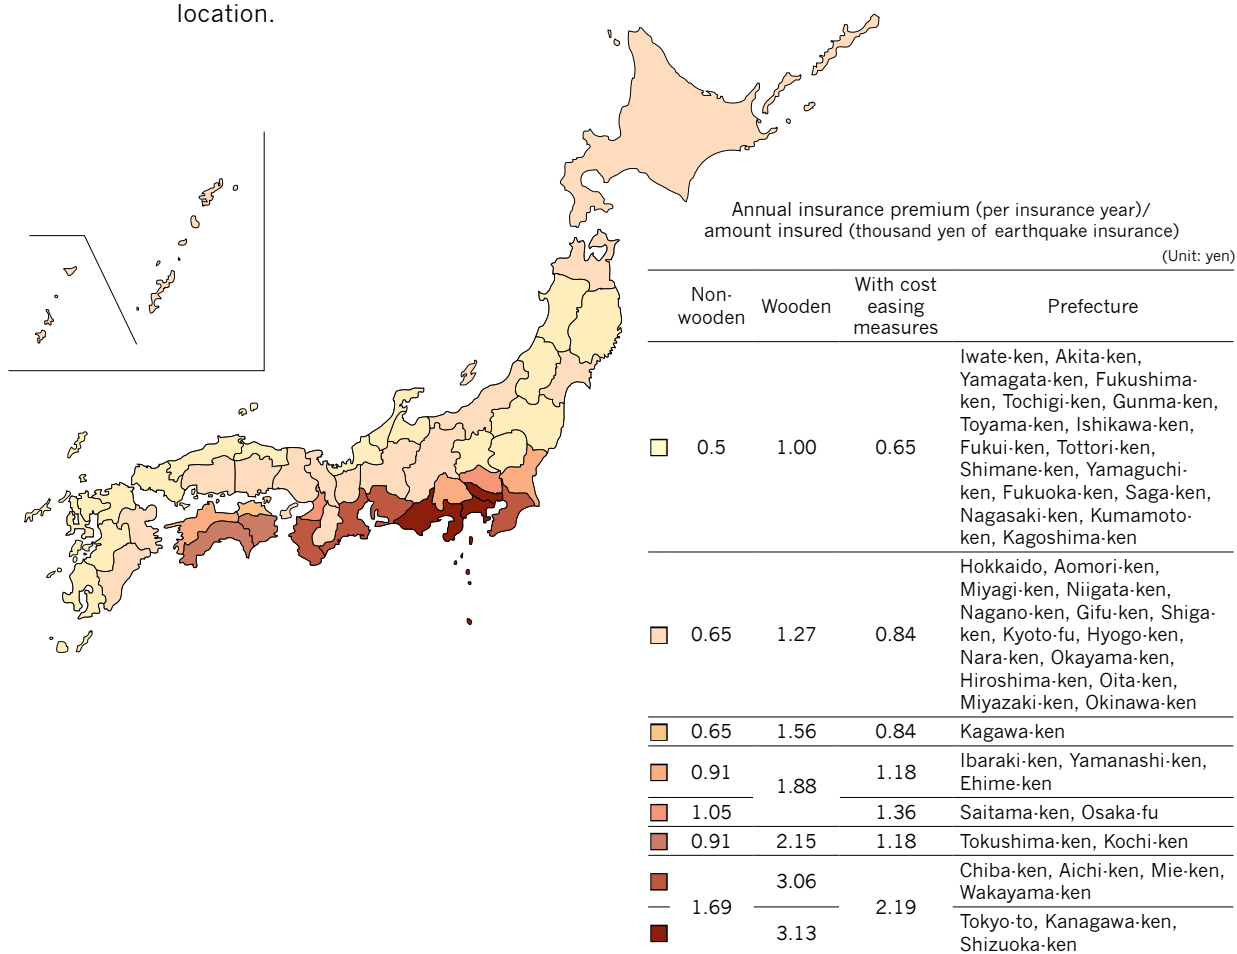 location.
Annual insurance premium (per insurance year)/
amount insured (thousand yen of earthquake insurance)
(Unit: yen)
Non-
wooden
Wooden
With cost
easing
measures
Prefecture
0.5
1.00
0.65
Iwate-ken, Akita-ken,
Yamagata-ken, Fukushima-
ken, Tochigi-ken, Gunma-ken,
Toyama-ken, Ishikawa-ken,
Fukui-ken, Tottori-ken,
Shimane-ken, Yamaguchi-
ken, Fukuoka-ken, Saga-ken,
Nagasaki-ken, Kumamoto-
ken, Kagoshima-ken
0.65
1.27
0.84
Hokkaido, Aomori-ken,
Miyagi-ken, Niigata-ken,
Nagano-ken, Gifu-ken, Shiga-
ken, Kyoto-fu, Hyogo-ken,
Nara-ken, Okayama-ken,
Hiroshima-ken, Oita-ken,
Miyazaki-ken, Okinawa-ken
0.65
1.56
0.84
Kagawa-ken
0.91
1.88
1.18
Ibaraki-ken, Yamanashi-ken,
Ehime-ken
1.05
1.36
Saitama-ken, Osaka-fu
0.91
2.15
1.18
Tokushima-ken, Kochi-ken
1.69
3.06
2.19
Chiba-ken, Aichi-ken, Mie-ken,
Wakayama-ken
3.13
Tokyo-to, Kanagawa-ken,
Shizuoka-ken